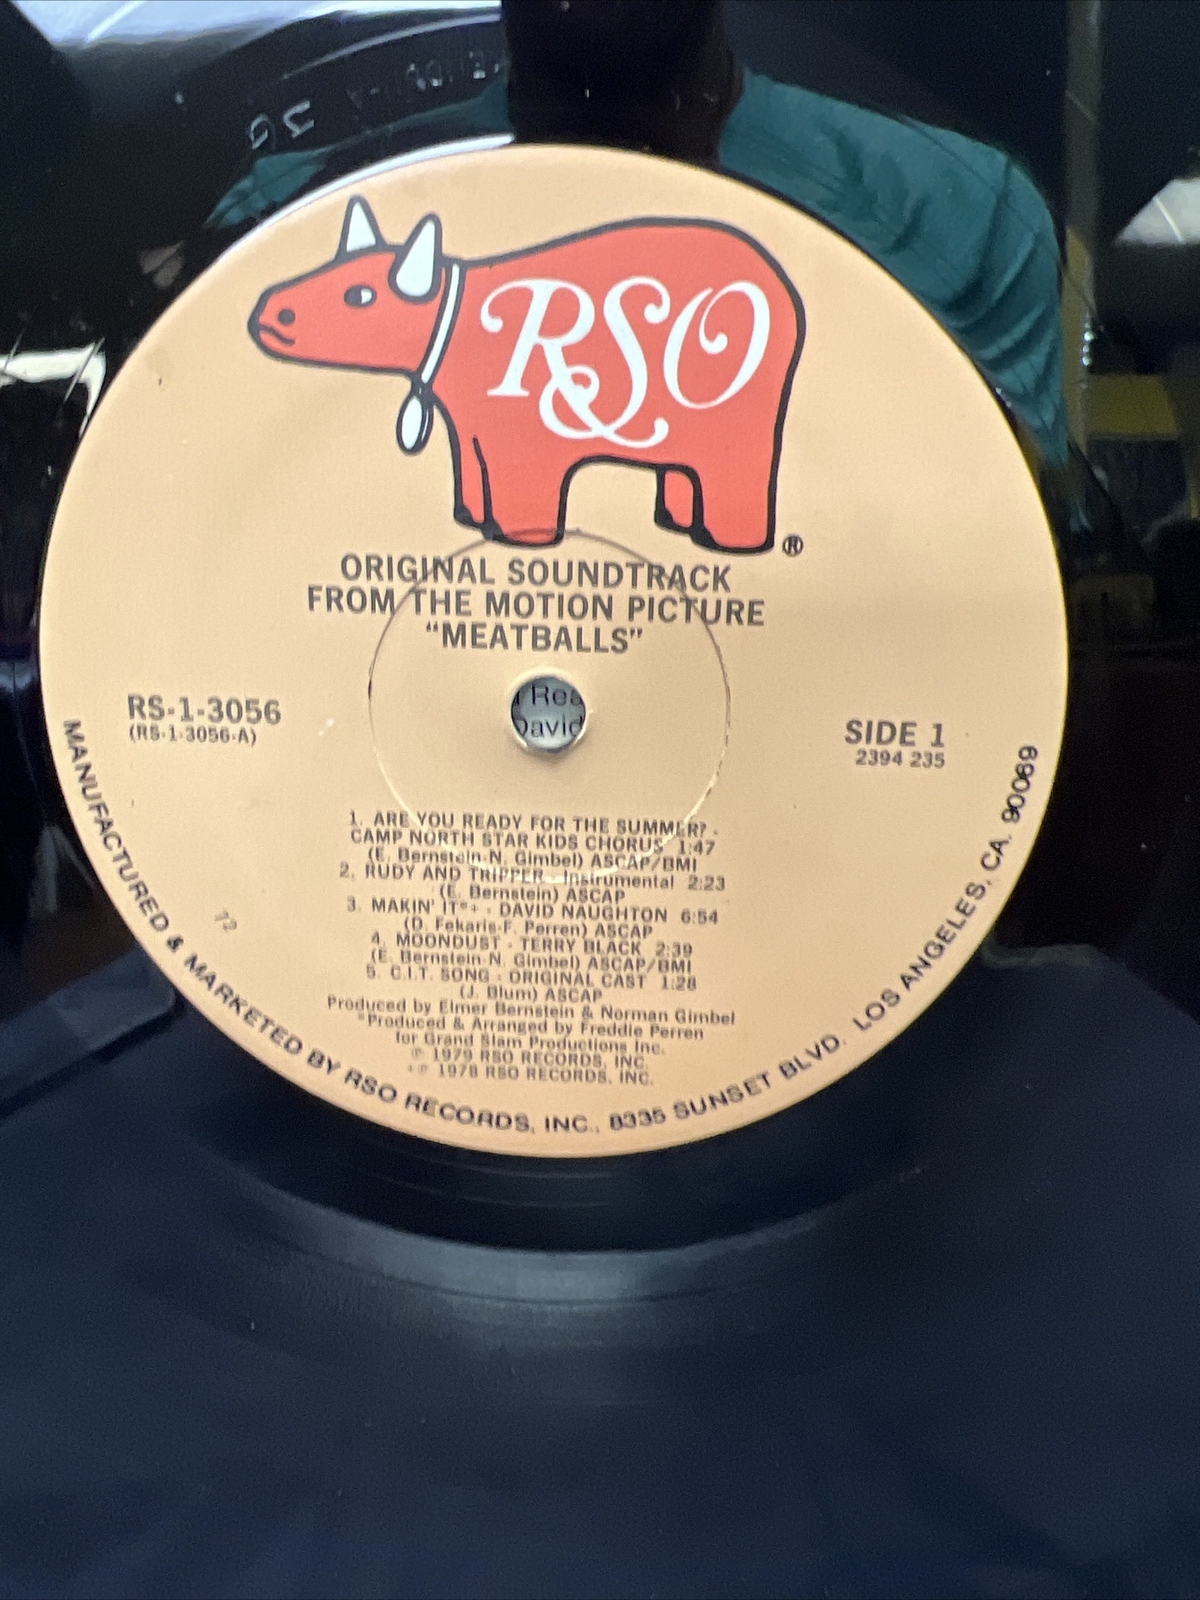 RSO
®
ORIGINAL SOUNDTRACK
FROM THE MOTION PICTURE
"MEATBALLS"
RS-1-3056
(RS-1-3056-A)
SIDE 1
2394 235
Rea
David
1. ARE YOU READY FOR THE SUMMER? -
CAMP NORTH STAR KIDS CHORUS 1:47
(E. Bernstein-N. Gimbel) ASCAP/BMI
2. RUDY AND TRIPPER - Instrumental 2:23
(E. Bernstein) ASCAP
3. MAKIN' IT*+ - DAVID NAUGHTON 6:54
(D. Fekaris-F. Perren) ASCAP
4. MOONDUST - TERRY BLACK 2:39
(E. Bernstein-N. Gimbel) ASCAP/BMI
5. C.I.T. SONG - ORIGINAL CAST 1:28
(J. Blum) ASCAP
Produced by Elmer Bernstein & Norman Gimbel
*Produced & Arranged by Freddie Perren
for Grand Slam Productions Inc.
℗ 1979 RSO RECORDS, INC.
+℗ 1978 RSO RECORDS, INC.
72
MANUFACTURED & MARKETED BY RSO RECORDS, INC., 8335 SUNSET BLVD. LOS ANGELES, CA. 90069